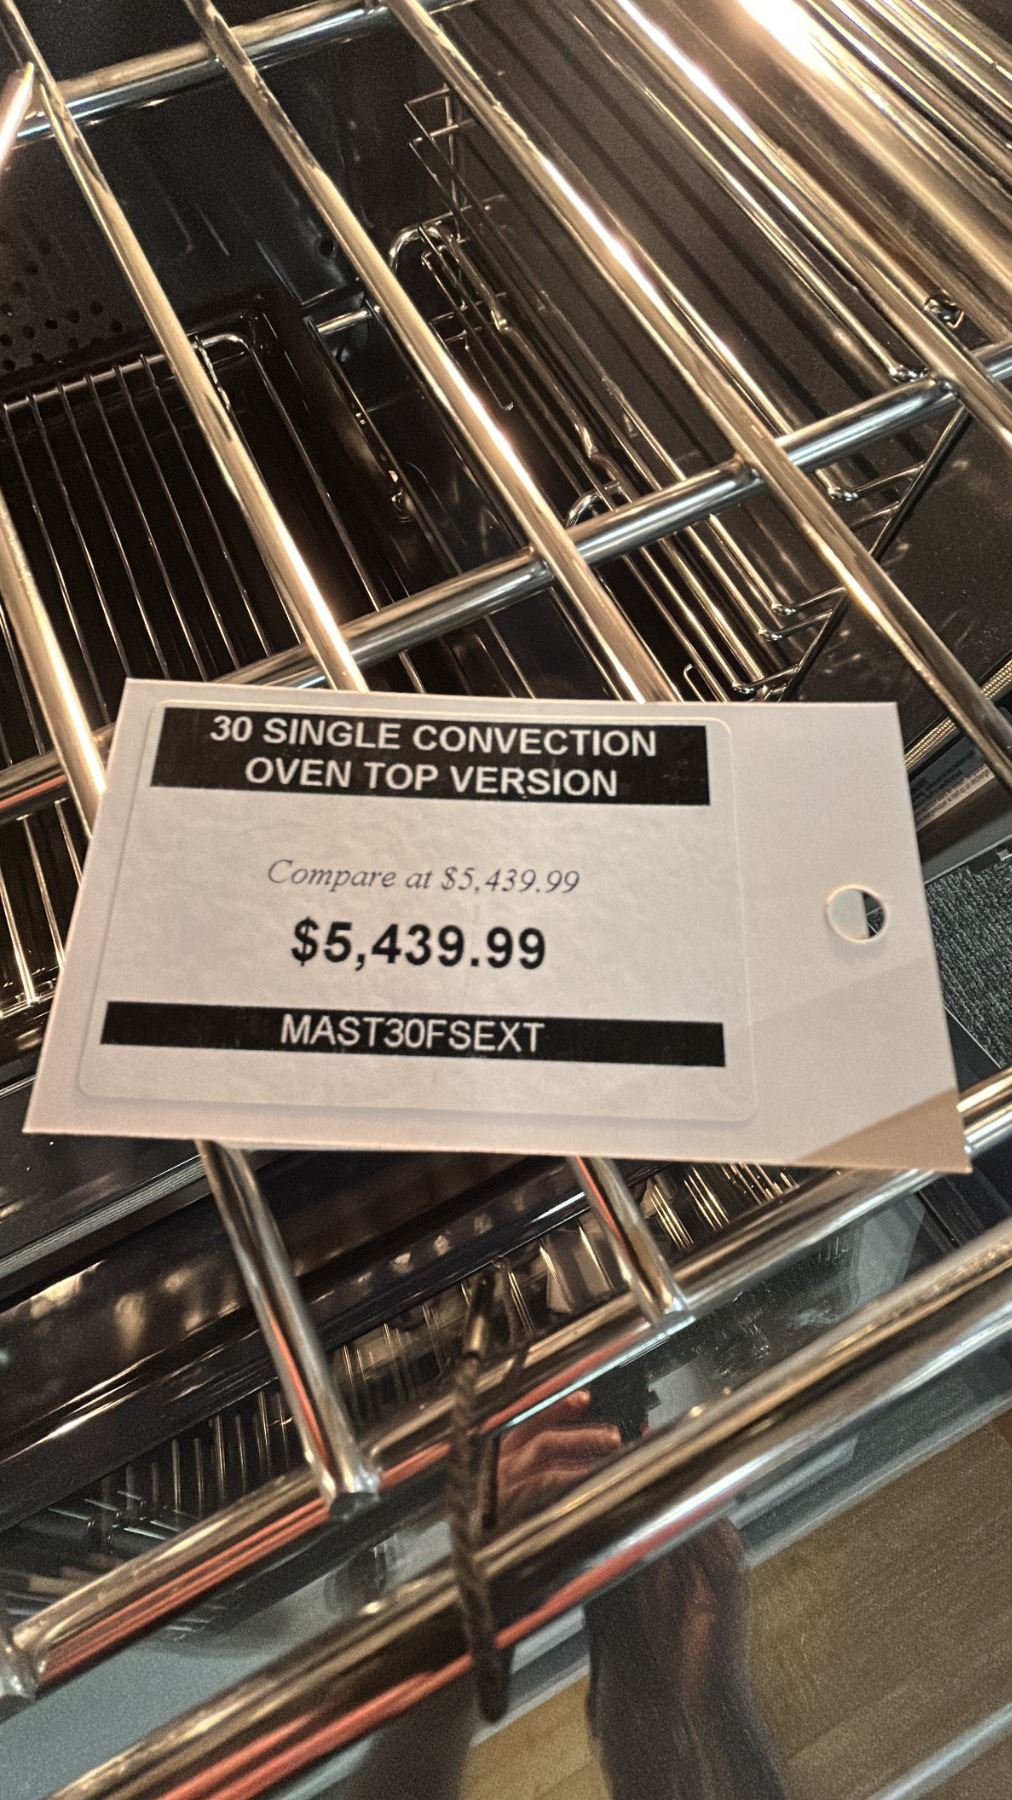 30 SINGLE CONVECTION
OVEN TOP VERSION
Compare at $5,439.99
$5,439.99
MAST30FSEXT